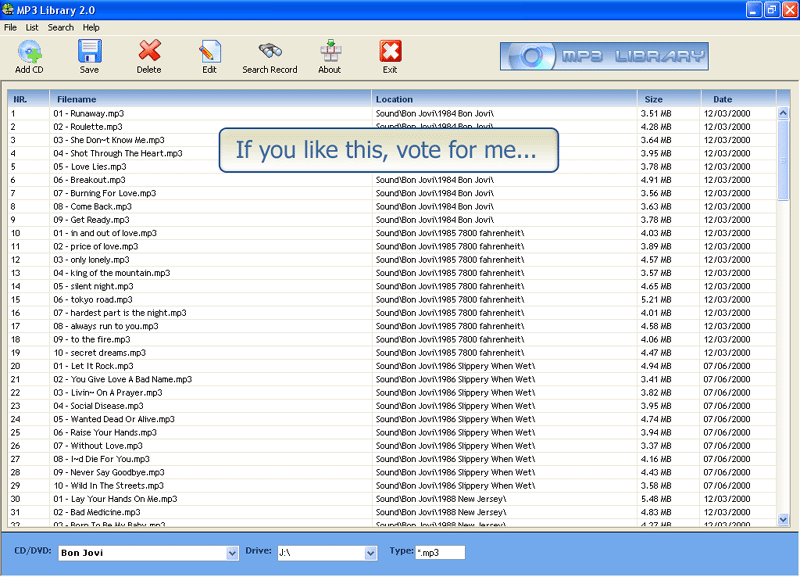 MP3 Library 2.0
File List Search Help
Add CD Save Delete Edit Search Record About Exit
MP3 LIBRARY
NR. Filename Location Size Date
1 01 - Runaway.mp3 Sound\Bon Jovi\1984 Bon Jovi\ 3.51 MB 12/03/2000
2 02 - Roulette.mp3 Sound\Bon Jovi\1984 Bon Jovi\ 4.28 MB 12/03/2000
3 03 - She Don~t Know Me.mp3 3.64 MB 12/03/2000
4 04 - Shot Through The Heart.mp3 3.95 MB 12/03/2000
If you like this, vote for me...
5 05 - Love Lies.mp3 3.78 MB 12/03/2000
6 06 - Breakout.mp3 Sound\Bon Jovi\1984 Bon Jovi\ 4.91 MB 12/03/2000
7 07 - Burning For Love.mp3 Sound\Bon Jovi\1984 Bon Jovi\ 3.56 MB 12/03/2000
8 08 - Come Back.mp3 Sound\Bon Jovi\1984 Bon Jovi\ 3.63 MB 12/03/2000
9 09 - Get Ready.mp3 Sound\Bon Jovi\1984 Bon Jovi\ 3.78 MB 12/03/2000
10 01 - in and out of love.mp3 Sound\Bon Jovi\1985 7800 fahrenheit\ 4.03 MB 12/03/2000
11 02 - price of love.mp3 Sound\Bon Jovi\1985 7800 fahrenheit\ 3.89 MB 12/03/2000
12 03 - only lonely.mp3 Sound\Bon Jovi\1985 7800 fahrenheit\ 4.57 MB 12/03/2000
13 04 - king of the mountain.mp3 Sound\Bon Jovi\1985 7800 fahrenheit\ 3.57 MB 12/03/2000
14 05 - silent night.mp3 Sound\Bon Jovi\1985 7800 fahrenheit\ 4.65 MB 12/03/2000
15 06 - tokyo road.mp3 Sound\Bon Jovi\1985 7800 fahrenheit\ 5.21 MB 12/03/2000
16 07 - hardest part is the night.mp3 Sound\Bon Jovi\1985 7800 fahrenheit\ 4.01 MB 12/03/2000
17 08 - always run to you.mp3 Sound\Bon Jovi\1985 7800 fahrenheit\ 4.58 MB 12/03/2000
18 09 - to the fire.mp3 Sound\Bon Jovi\1985 7800 fahrenheit\ 4.06 MB 12/03/2000
19 10 - secret dreams.mp3 Sound\Bon Jovi\1985 7800 fahrenheit\ 4.47 MB 12/03/2000
20 01 - Let It Rock.mp3 Sound\Bon Jovi\1986 Slippery When Wet\ 4.94 MB 07/06/2000
21 02 - You Give Love A Bad Name.mp3 Sound\Bon Jovi\1986 Slippery When Wet\ 3.41 MB 07/06/2000
22 03 - Livin~ On A Prayer.mp3 Sound\Bon Jovi\1986 Slippery When Wet\ 3.82 MB 07/06/2000
23 04 - Social Disease.mp3 Sound\Bon Jovi\1986 Slippery When Wet\ 3.95 MB 07/06/2000
24 05 - Wanted Dead Or Alive.mp3 Sound\Bon Jovi\1986 Slippery When Wet\ 4.74 MB 07/06/2000
25 06 - Raise Your Hands.mp3 Sound\Bon Jovi\1986 Slippery When Wet\ 3.94 MB 07/06/2000
26 07 - Without Love.mp3 Sound\Bon Jovi\1986 Slippery When Wet\ 3.37 MB 07/06/2000
27 08 - I~d Die For You.mp3 Sound\Bon Jovi\1986 Slippery When Wet\ 4.16 MB 07/06/2000
28 09 - Never Say Goodbye.mp3 Sound\Bon Jovi\1986 Slippery When Wet\ 4.43 MB 07/06/2000
29 10 - Wild In The Streets.mp3 Sound\Bon Jovi\1986 Slippery When Wet\ 3.58 MB 07/06/2000
30 01 - Lay Your Hands On Me.mp3 Sound\Bon Jovi\1988 New Jersey\ 5.48 MB 12/03/2000
31 02 - Bad Medicine.mp3 Sound\Bon Jovi\1988 New Jersey\ 4.83 MB 12/03/2000
32 03 - Born To Be My Baby.mp3 Sound\Bon Jovi\1988 New Jersey\ 4.27 MB 12/03/2000
CD/DVD: Bon Jovi Drive: J:\ Type: *.mp3